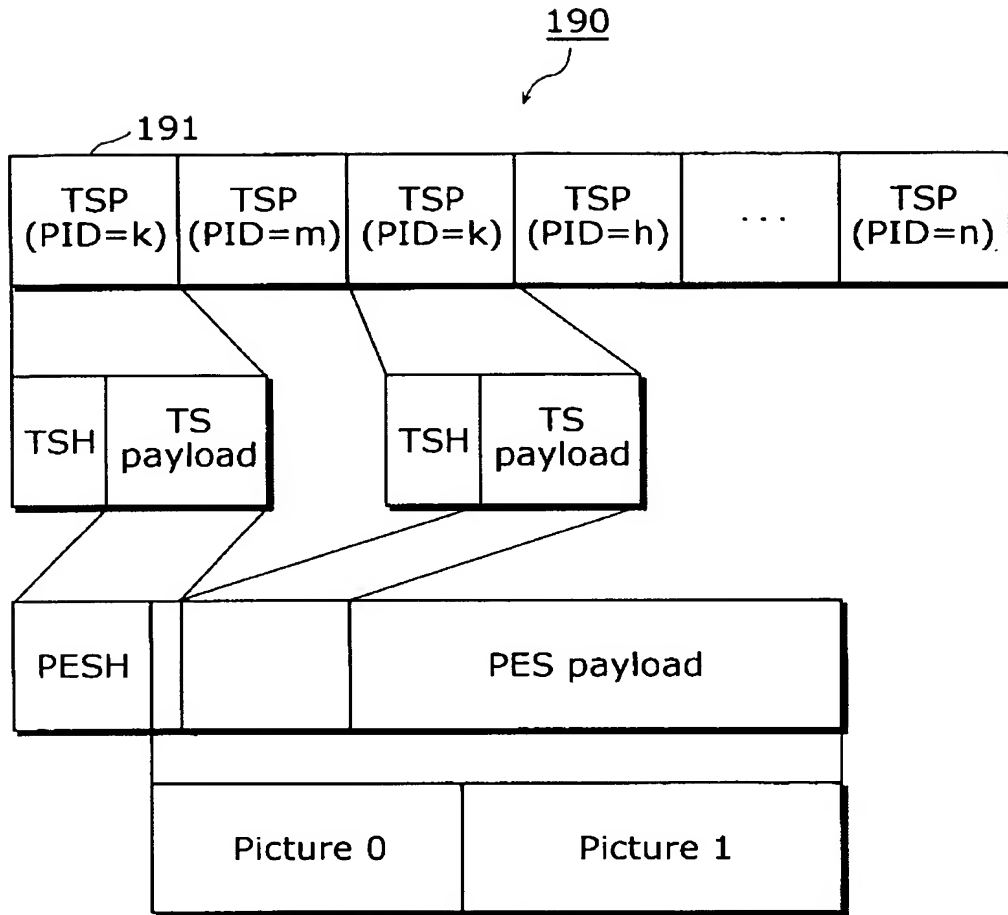 190
191
TSP TSP TSP TSP ... TSP
(PID=k) (PID=m) (PID=k) (PID=h) (PID=n)
TSH TS payload TSH TS payload
PESH PES payload
Picture 0 Picture 1